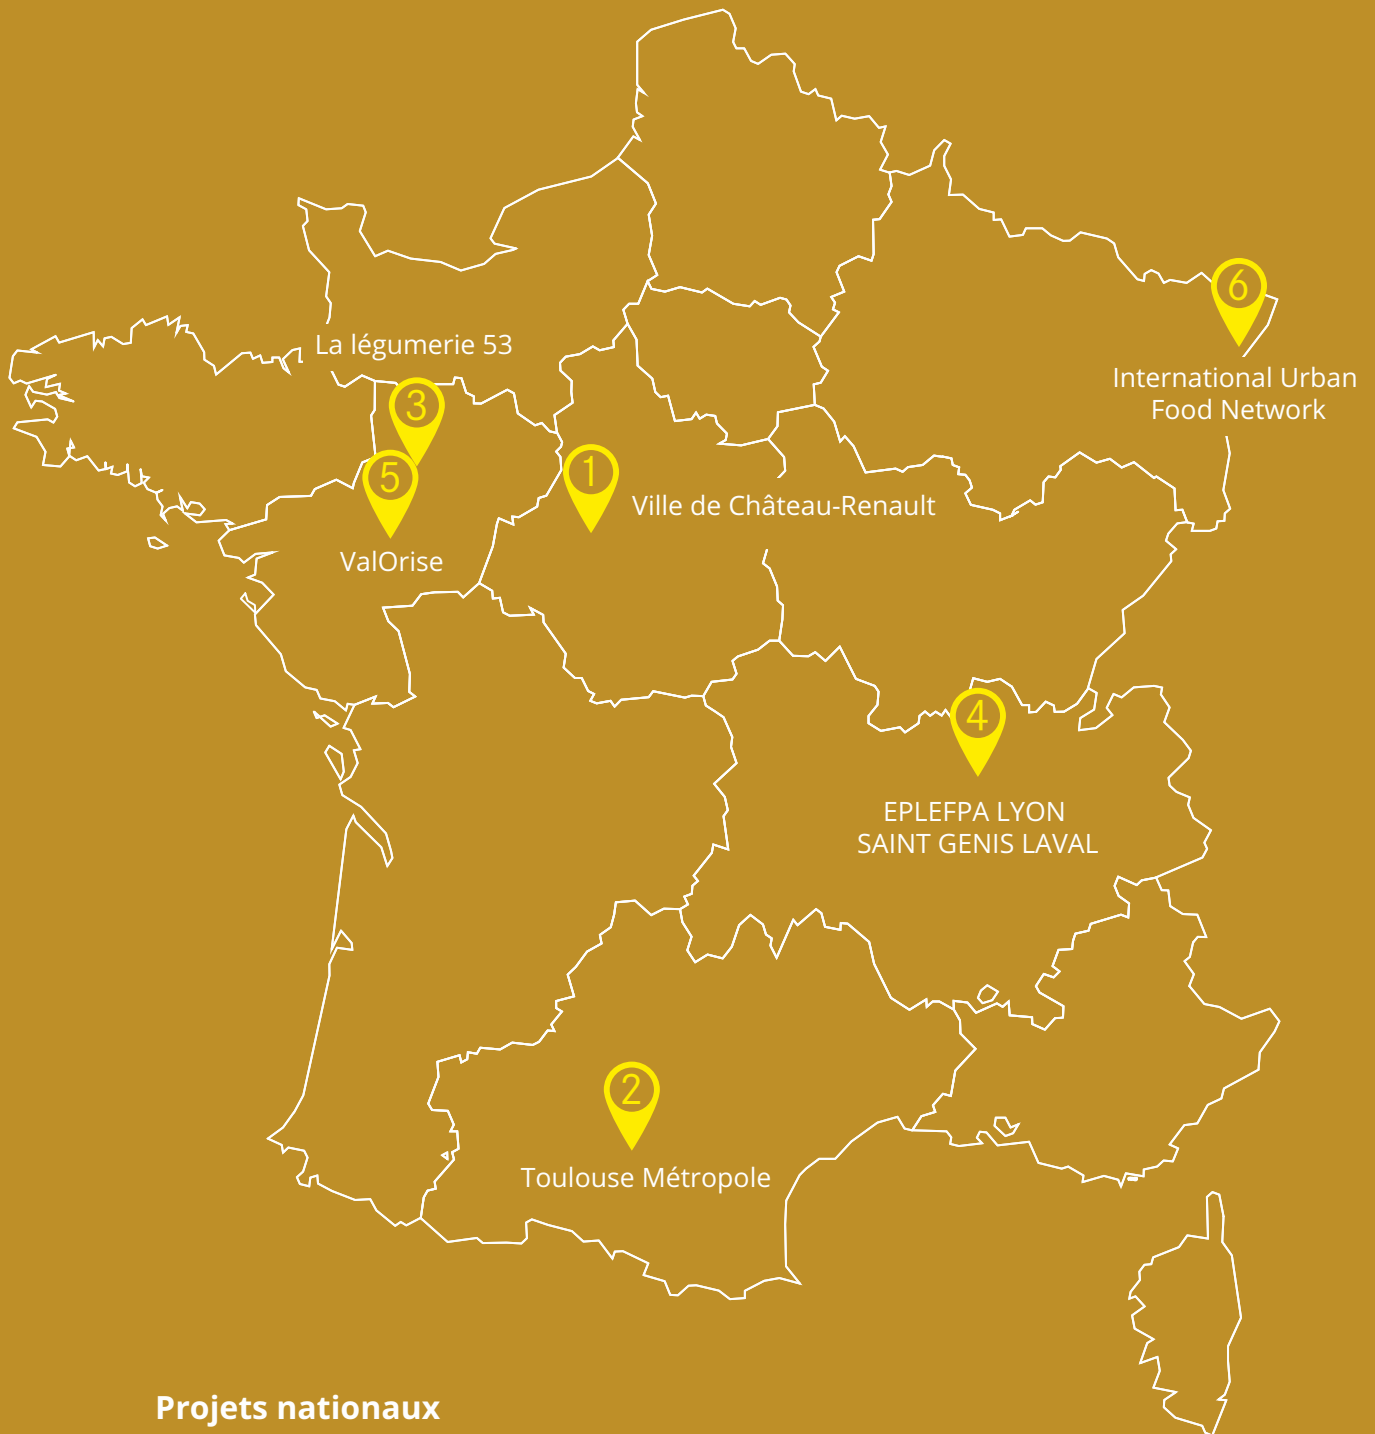 6
La légumerie 53
International Urban
Food Network
3
1
5
Ville de Château-Renault
ValOrise
4
EPLEFPA LYON
SAINT GENIS LAVAL
2
Toulouse Métropole
Projets nationaux